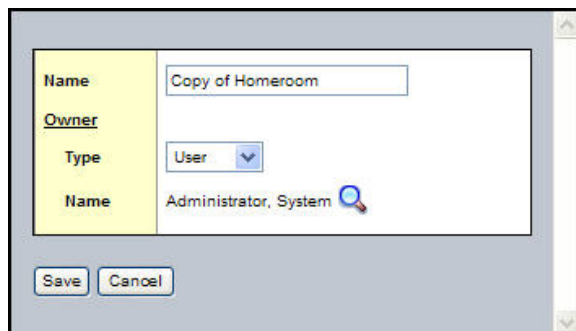 Name Copy of Homeroom
Owner
Type User
Name Administrator, System
Save Cancel